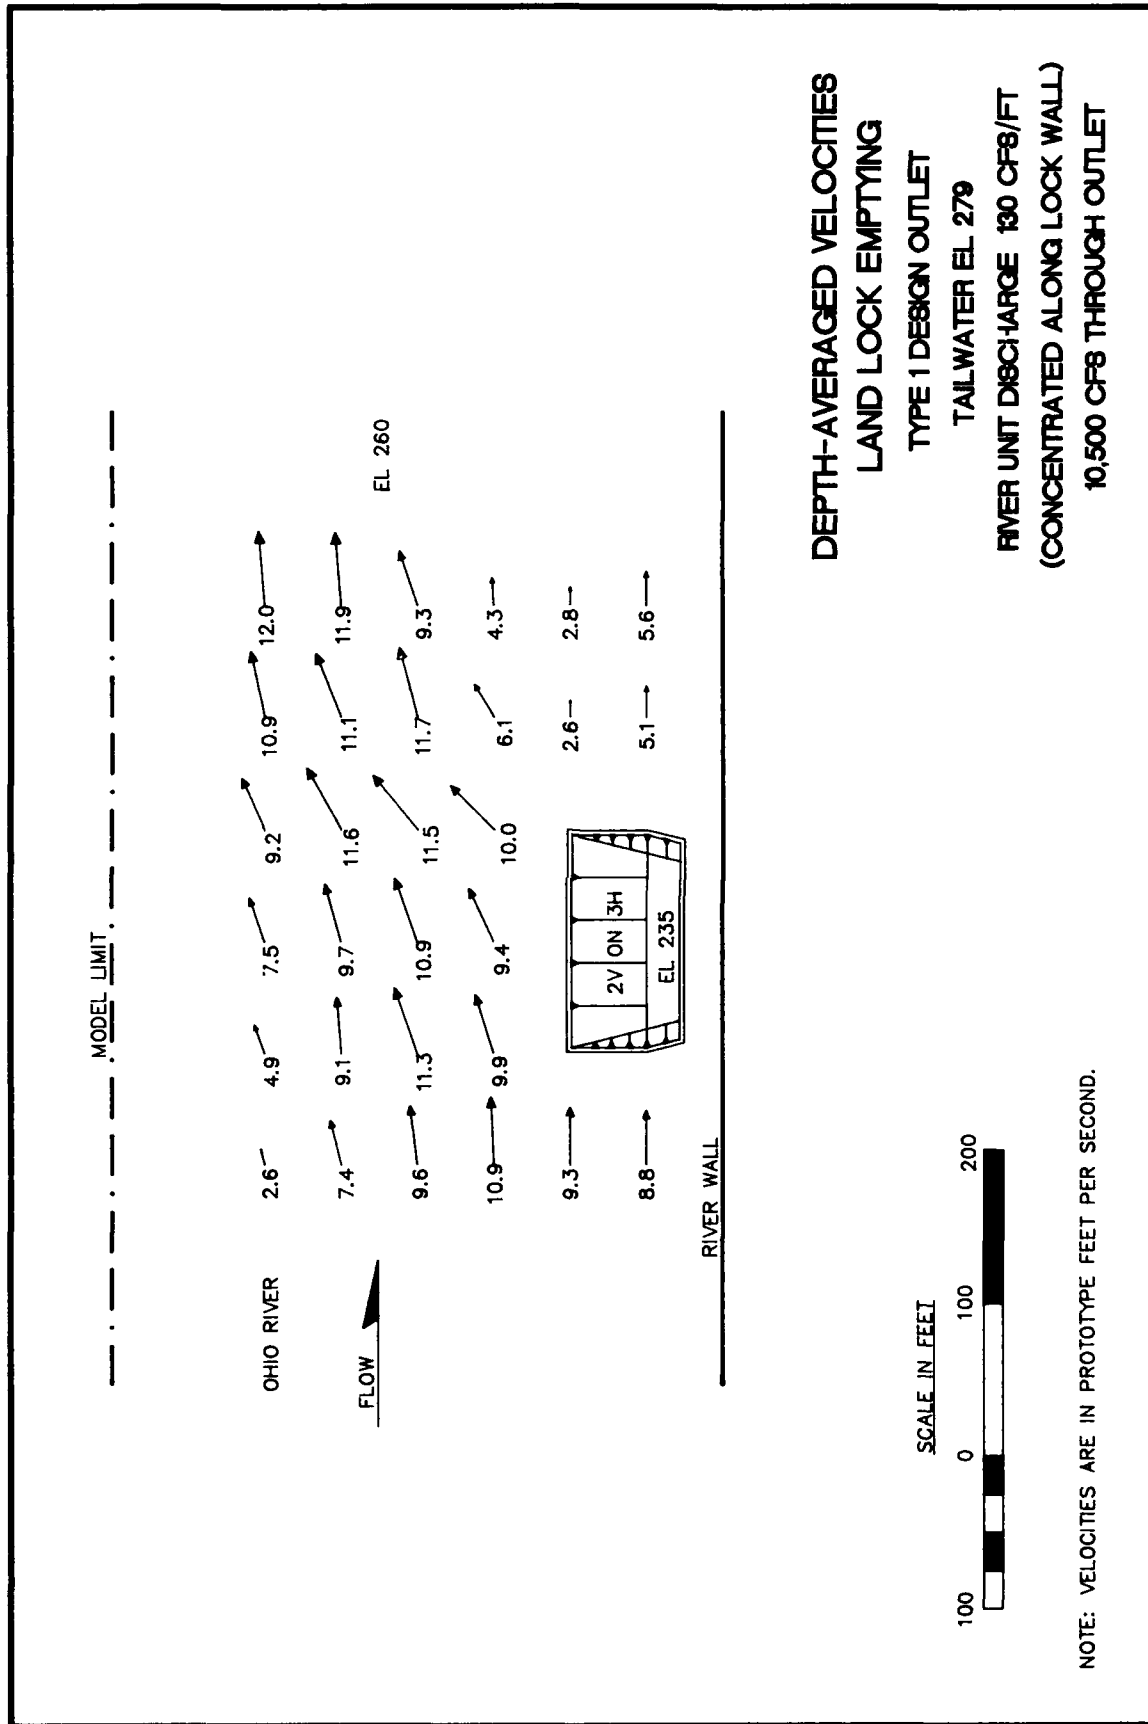 MODEL LIMIT
OHIO RIVER
2.6
4.9
7.5
9.2
10.9
12.0
FLOW
7.4
9.1
9.7
11.6
11.1
11.9
EL 260
9.6
11.3
10.9
11.5
11.7
9.3
10.9
9.9
9.4
10.0
6.1
4.3
9.3
2V ON 3H
2.6
2.8
8.8
EL 235
5.1
5.6
RIVER WALL
SCALE IN FEET
100 0 100 200
NOTE: VELOCITIES ARE IN PROTOTYPE FEET PER SECOND.
DEPTH-AVERAGED VELOCITIES
LAND LOCK EMPTYING
TYPE 1 DESIGN OUTLET
TAILWATER EL 279
RIVER UNIT DISCHARGE 130 CFS/FT
(CONCENTRATED ALONG LOCK WALL)
10,500 CFS THROUGH OUTLET